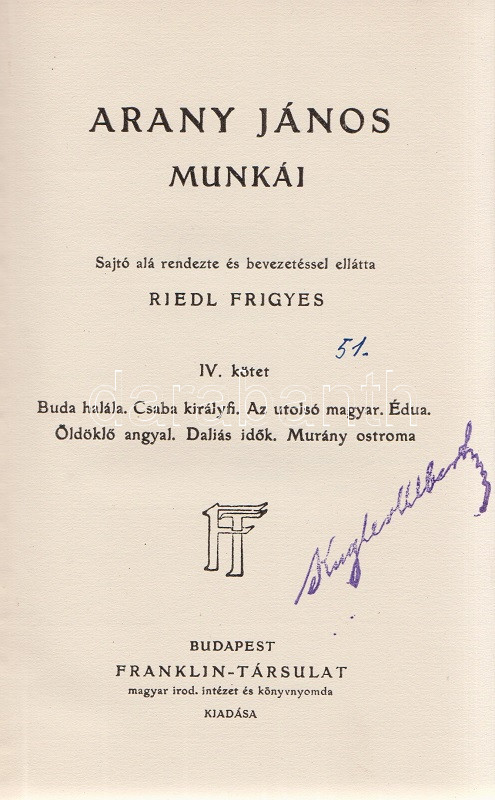 ARANY JÁNOS
MUNKÁI
Sajtó alá rendezte és bevezetéssel ellátta
RIEDL FRIGYES
51.
IV. kötet
darabanth
Buda halála. Csaba királyfi. Az utolsó magyar. Édua.
Öldöklő angyal. Daliás idők. Murány ostroma
FT
BUDAPEST
FRANKLIN-TÁRSULAT
magyar irod. intézet és könyvnyomda
KIADÁSA